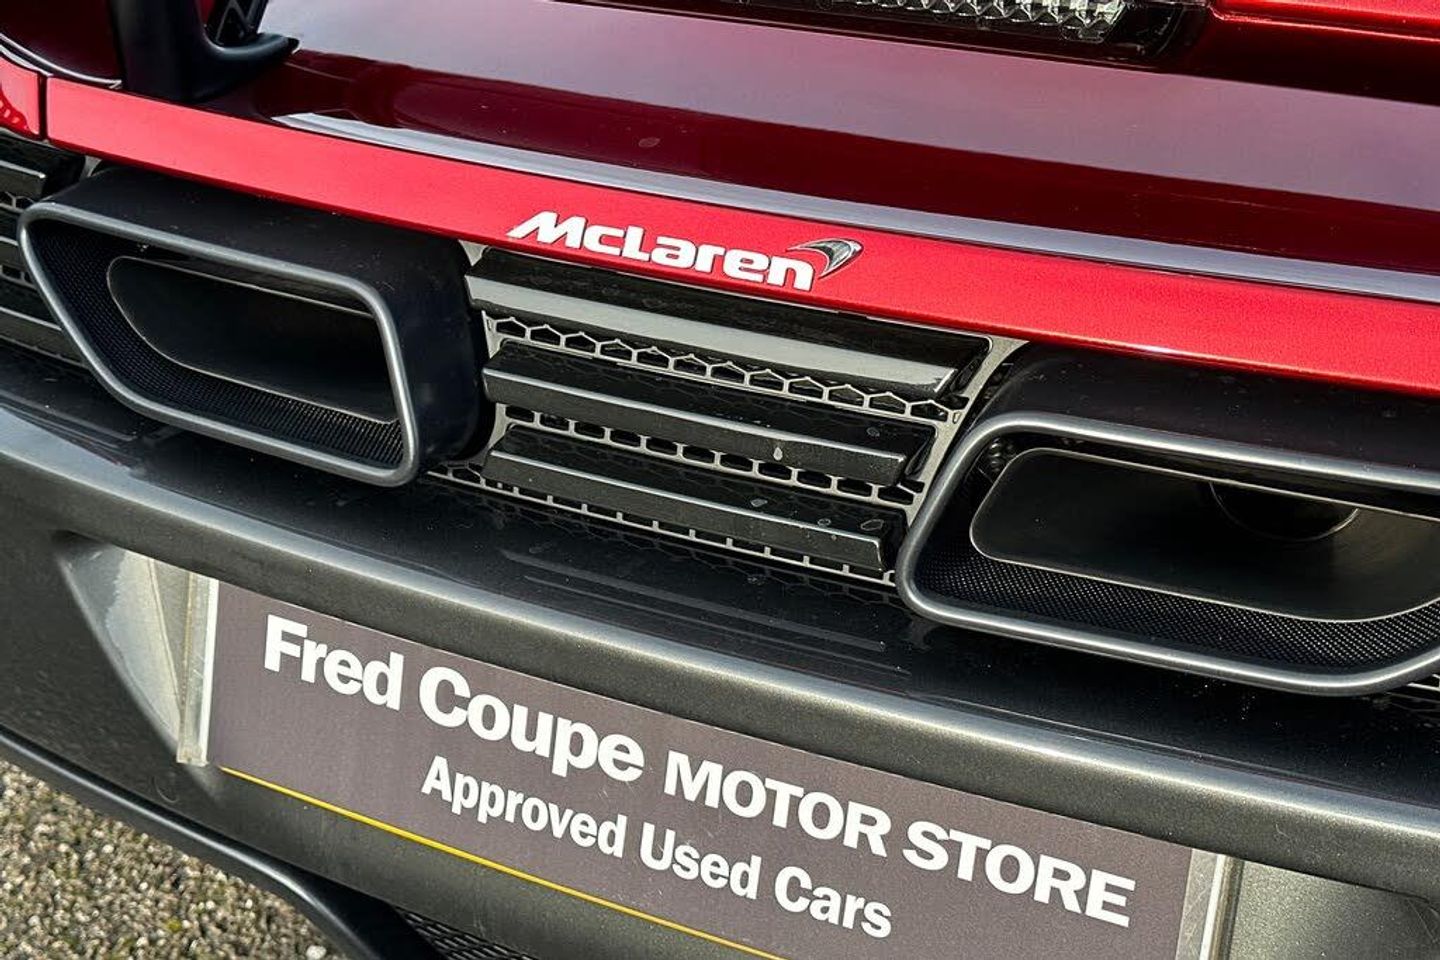 McLaren
Fred Coupe MOTOR STORE
Approved Used Cars